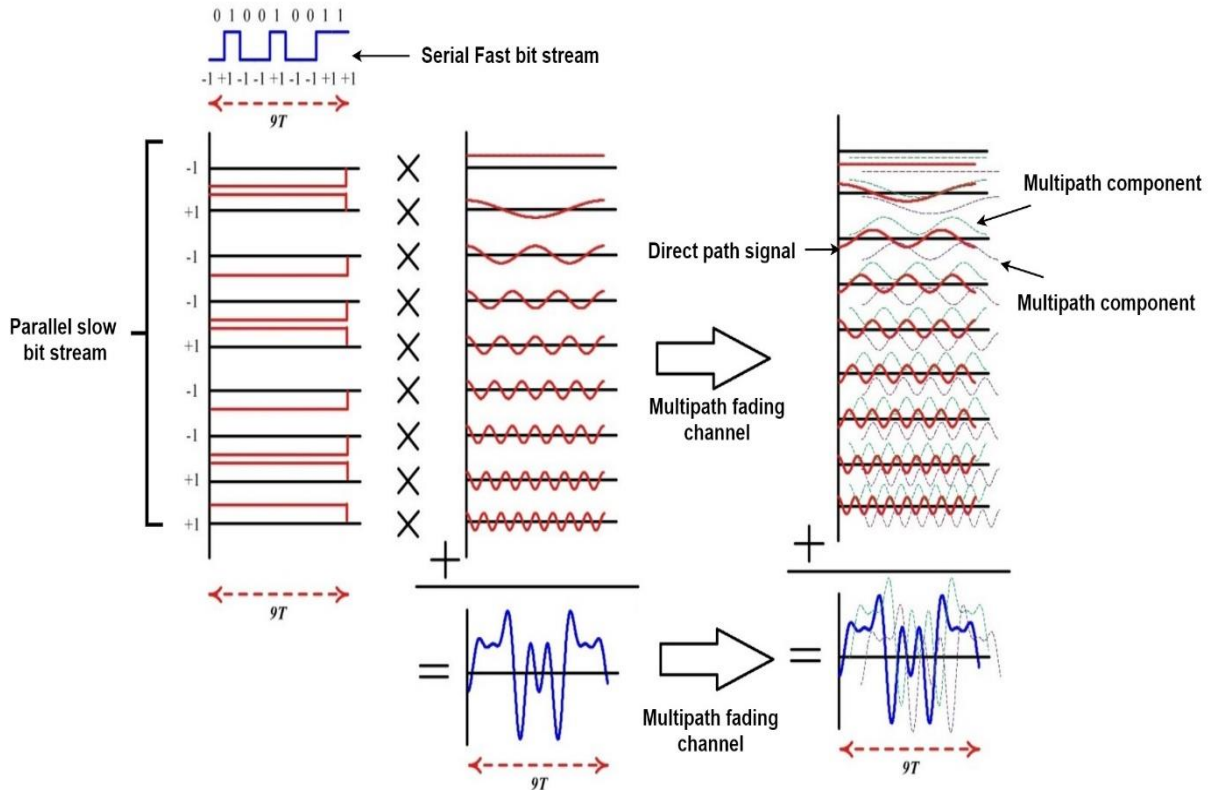 0 1 0 0 1 0 0 1 1
Serial Fast bit stream
-1 +1 -1 -1 +1 -1 -1 +1 +1
9T
-1
+1
-1
-1
+1
-1
-1
+1
+1
Parallel slow
bit stream
9T
Multipath fading
channel
Direct path signal
Multipath component
Multipath component
+
+
=
9T
Multipath fading
channel
=
9T